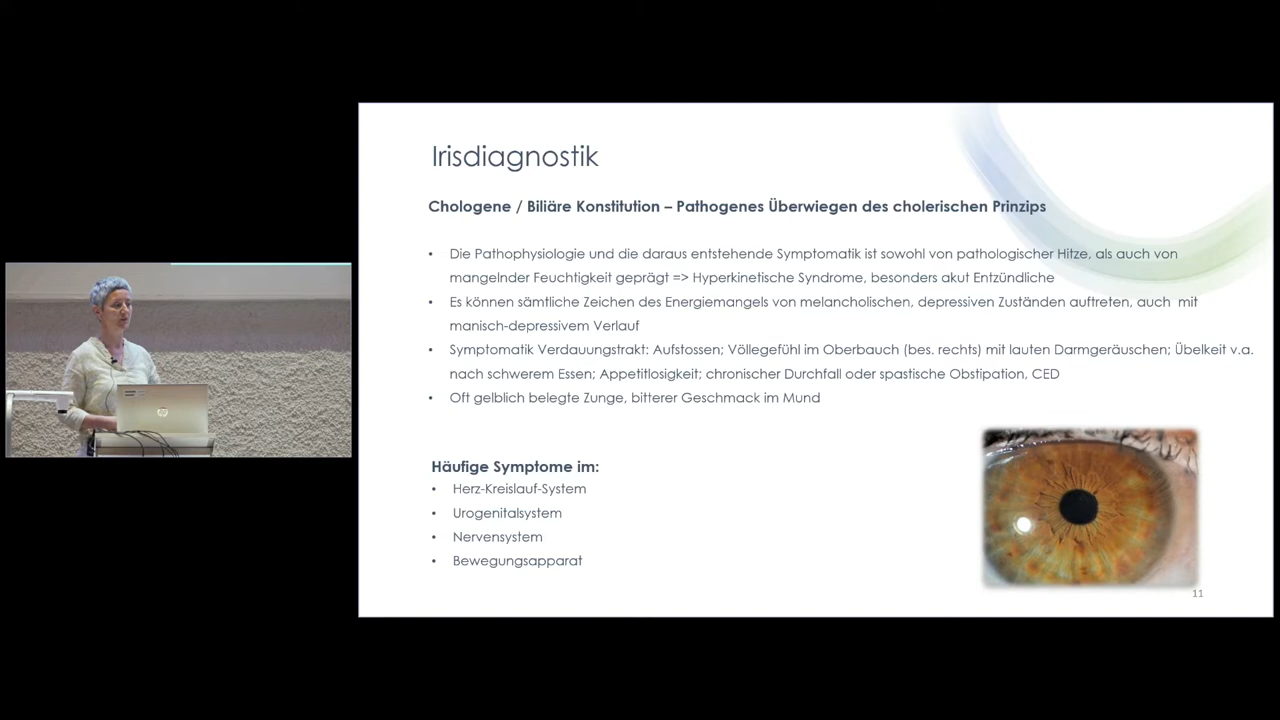 Irisdiagnostik
Chologene / Biliäre Konstitution – Pathogenes Überwiegen des cholerischen Prinzips
• Die Pathophysiologie und die daraus entstehende Symptomatik ist sowohl von pathologischer Hitze, als auch von
mangelnder Feuchtigkeit geprägt => Hyperkinetische Syndrome, besonders akut Entzündliche
• Es können sämtliche Zeichen des Energiemangels von melancholischen, depressiven Zuständen auftreten, auch mit
manisch-depressivem Verlauf
• Symptomatik Verdauungstrakt: Aufstossen; Völlegefühl im Oberbauch (bes. rechts) mit lauten Darmgeräuschen; Übelkeit v.a.
nach schwerem Essen; Appetitlosigkeit; chronischer Durchfall oder spastische Obstipation, CED
• Oft gelblich belegte Zunge, bitterer Geschmack im Mund
Häufige Symptome im:
• Herz-Kreislauf-System
• Urogenitalsystem
• Nervensystem
• Bewegungsapparat
11
hp